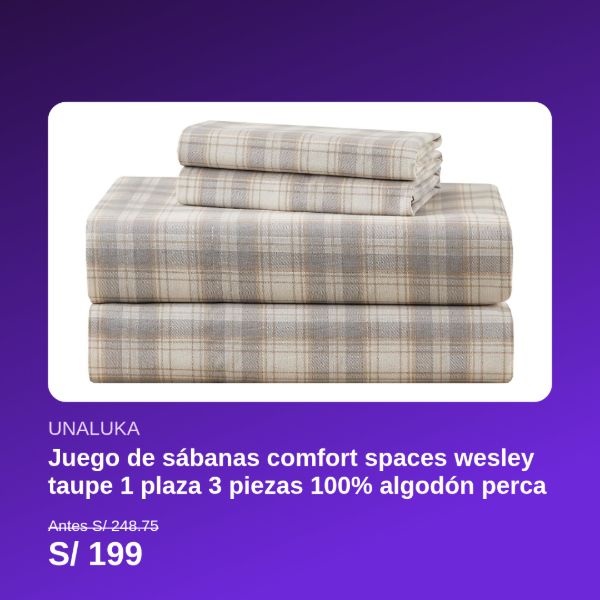 UNALUKA
Juego de sábanas comfort spaces wesley
taupe 1 plaza 3 piezas 100% algodón perca
Antes S/ 248.75
S/ 199